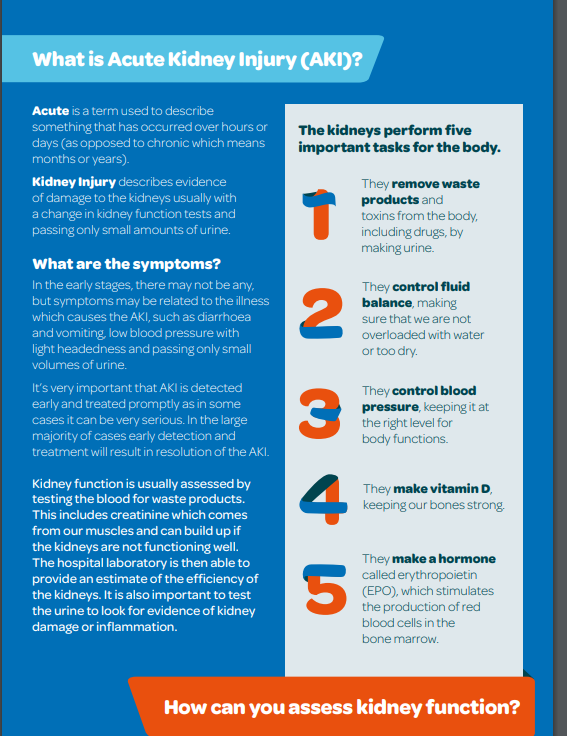 What is Acute Kidney Injury (AKI)?
Acute is a term used to describe
something that has occurred over hours or
days (as opposed to chronic which means
months or years).
Kidney Injury describes evidence
of damage to the kidneys usually with
a change in kidney function tests and
passing only small amounts of urine.
What are the symptoms?
In the early stages, there may not be any,
but symptoms may be related to the illness
which causes the AKI, such as diarrhoea
and vomiting, low blood pressure with
light headedness and passing only small
volumes of urine.
It's very important that AKI is detected
early and treated promptly as in some
cases it can be very serious. In the large
majority of cases early detection and
treatment will result in resolution of the AKI.
Kidney function is usually assessed by
testing the blood for waste products.
This includes creatinine which comes
from our muscles and can build up if
the kidneys are not functioning well.
The hospital laboratory is then able to
provide an estimate of the efficiency of
the kidneys. It is also important to test
the urine to look for evidence of kidney
damage or inflammation.
The kidneys perform five
important tasks for the body.
1
They remove waste
products and
toxins from the body,
including drugs, by
making urine.
2
They control fluid
balance, making
sure that we are not
overloaded with water
or too dry.
3
They control blood
pressure, keeping it at
the right level for
body functions.
4
They make vitamin D,
keeping our bones strong.
5
They make a hormone
called erythropoietin
(EPO), which stimulates
the production of red
blood cells in the
bone marrow.
How can you assess kidney function?